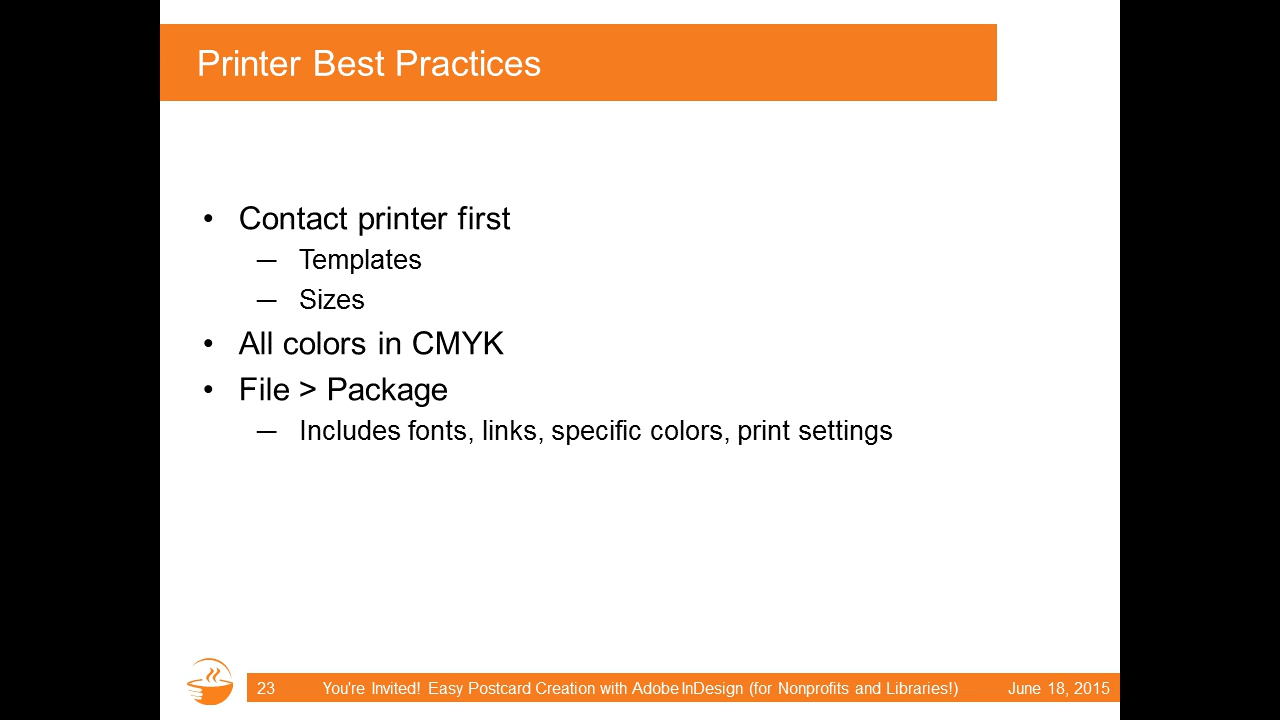 Printer Best Practices
• Contact printer first
— Templates
— Sizes
• All colors in CMYK
• File > Package
— Includes fonts, links, specific colors, print settings
23 You're Invited! Easy Postcard Creation with Adobe InDesign (for Nonprofits and Libraries!) June 18, 2015